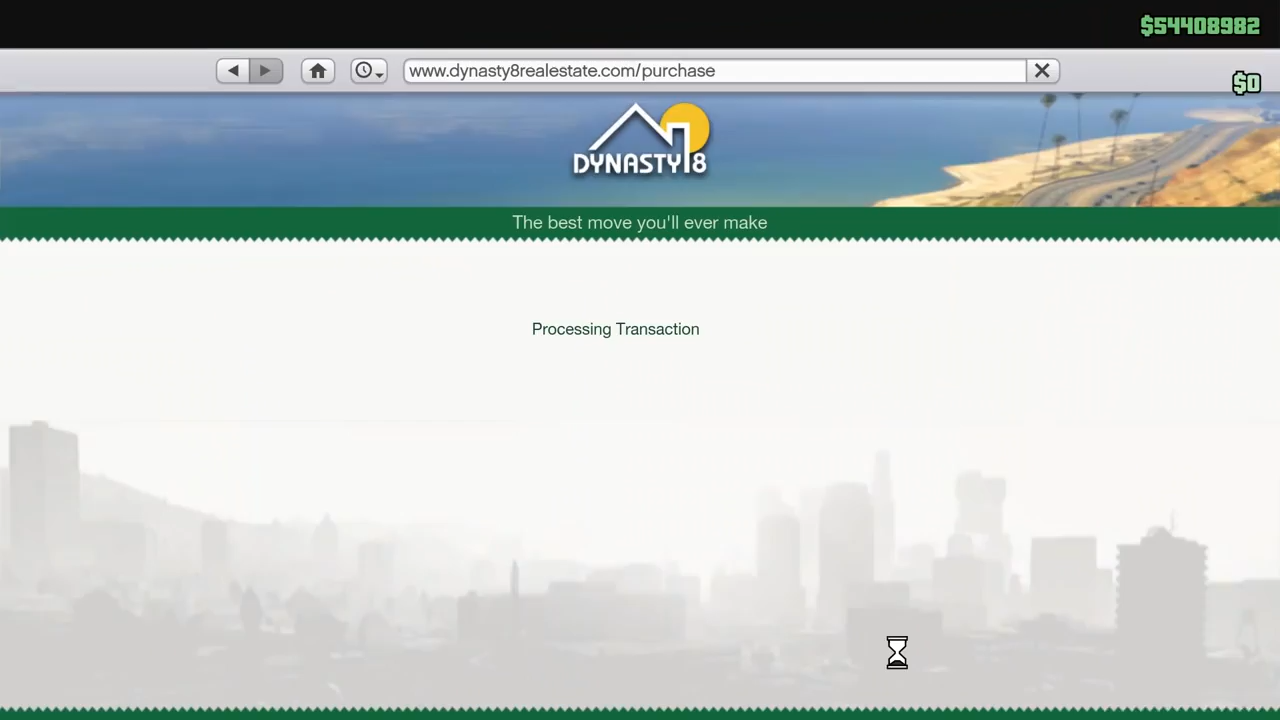 $54408982
www.dynasty8realestate.com/purchase
$0
DYNASTY8
The best move you'll ever make
Processing Transaction